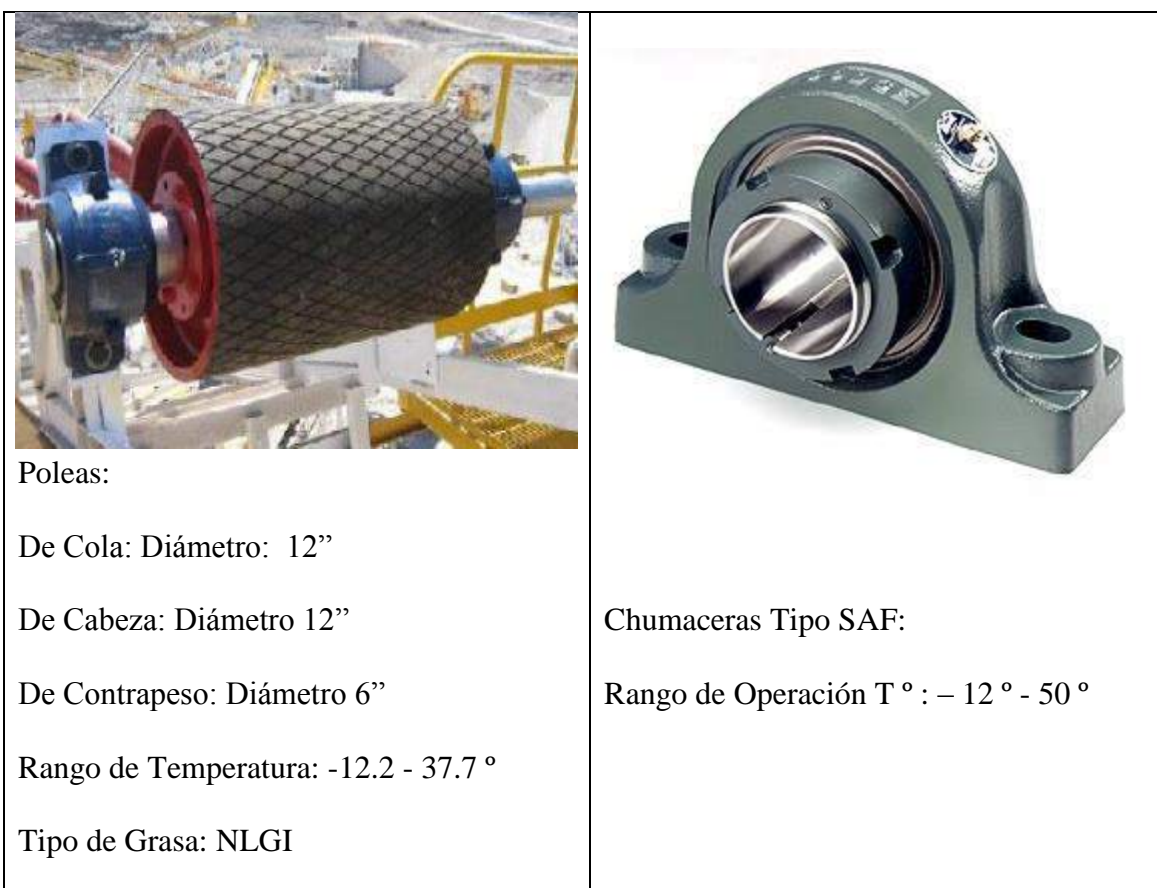 Poleas:
De Cola: Diámetro:  12”
De Cabeza: Diámetro 12”
De Contrapeso: Diámetro 6”
Rango de Temperatura: -12.2 - 37.7 º
Tipo de Grasa: NLGI
Chumaceras Tipo SAF:
Rango de Operación T º : – 12 º - 50 º